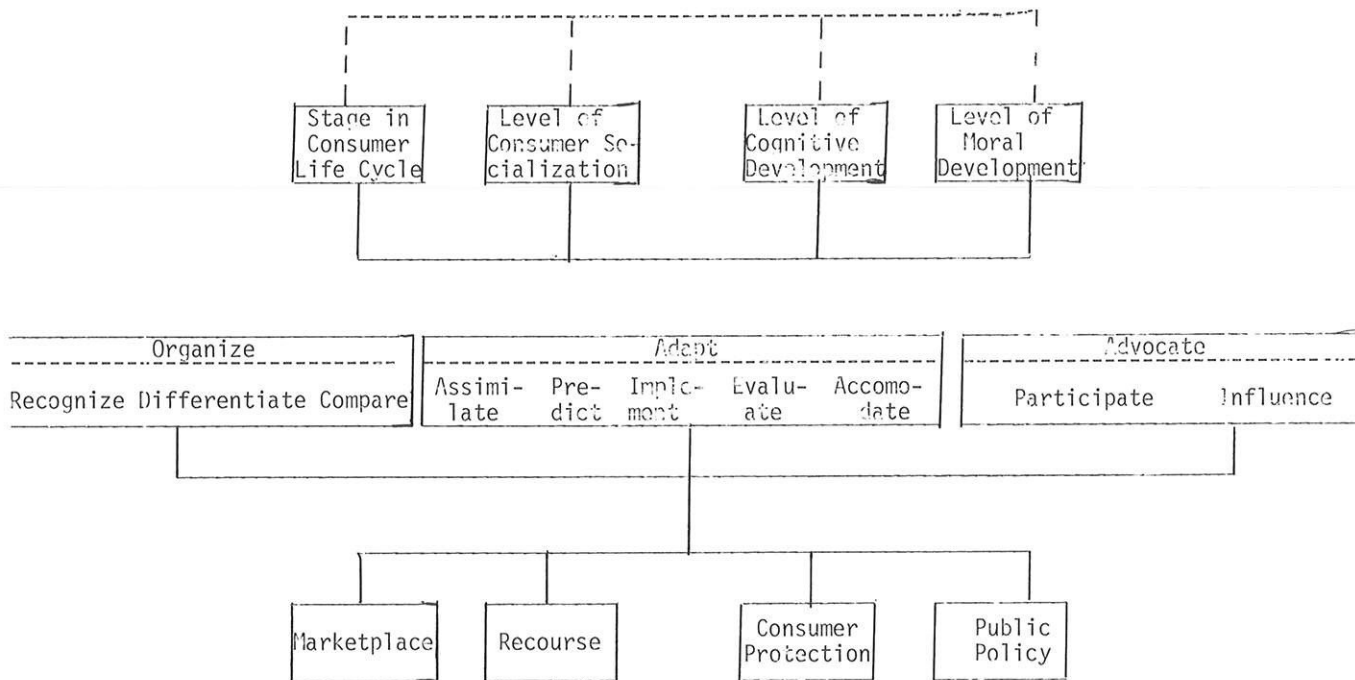 Stage in
Consumer
Life Cycle
Level of
Consumer So-
cialization
Level of
Cognitive
Development
Level of
Moral
Development
Organize
Recognize Differentiate Compare
Adapt
Assimi-
late
Pre-
dict
Imple-
ment
Evalu-
ate
Accomo-
date
Advocate
Participate Influence
Marketplace
Recourse
Consumer
Protection
Public
Policy